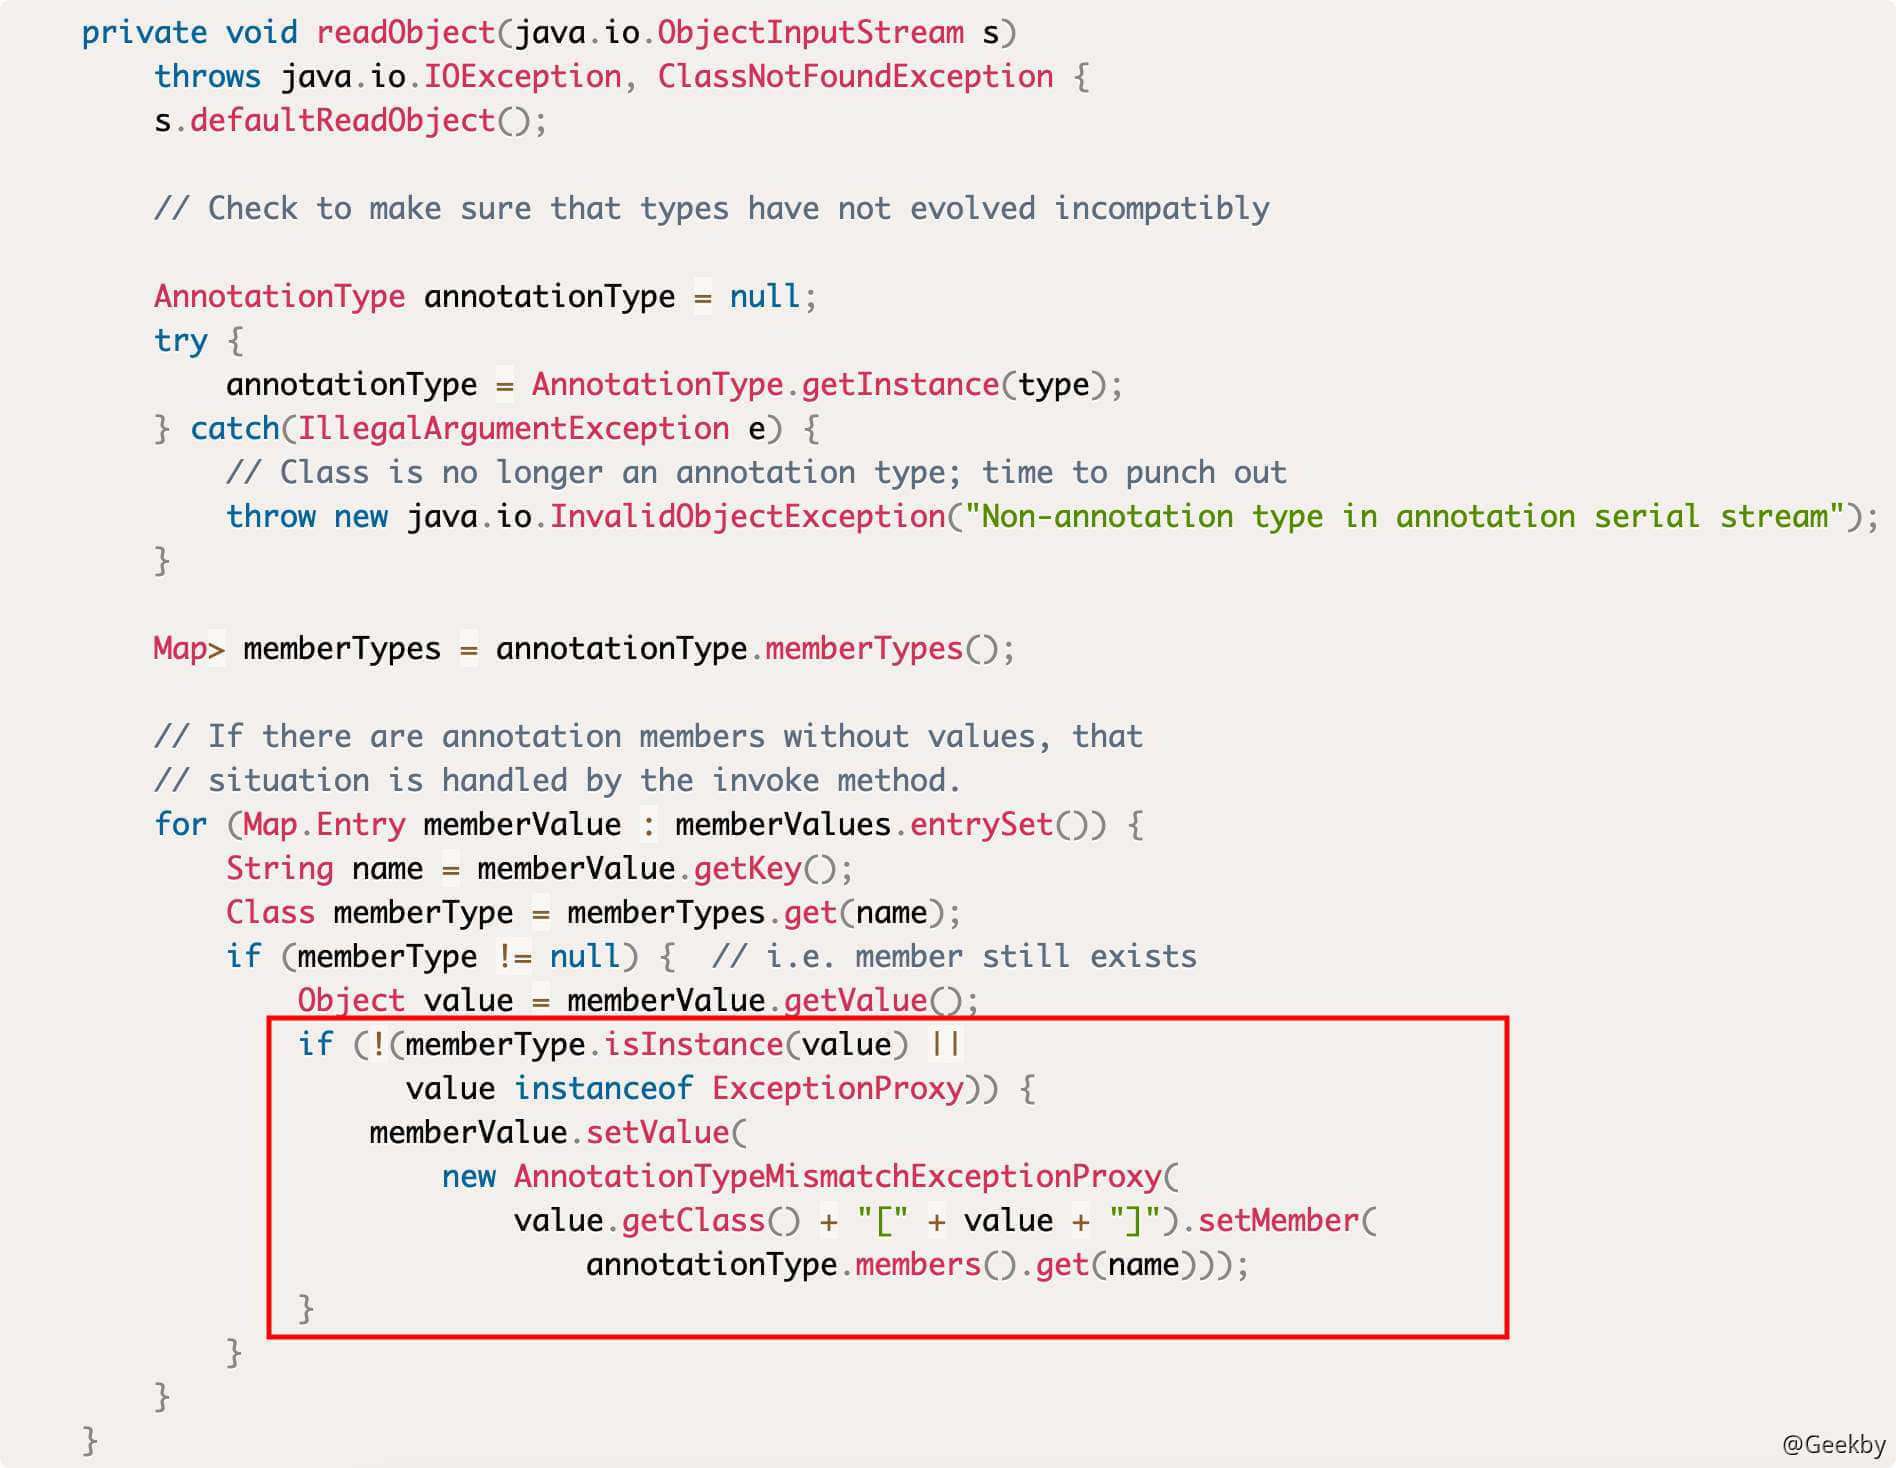 private void readObject(java.io.ObjectInputStream s)
throws java.io.IOException, ClassNotFoundException {
s.defaultReadObject();
// Check to make sure that types have not evolved incompatibly
AnnotationType annotationType = null;
try {
annotationType = AnnotationType.getInstance(type);
} catch(IllegalArgumentException e) {
// Class is no longer an annotation type; time to punch out
throw new java.io.InvalidObjectException("Non-annotation type in annotation serial stream");
}
Map> memberTypes = annotationType.memberTypes();
// If there are annotation members without values, that
// situation is handled by the invoke method.
for (Map.Entry memberValue : memberValues.entrySet()) {
String name = memberValue.getKey();
Class memberType = memberTypes.get(name);
if (memberType != null) {  // i.e. member still exists
Object value = memberValue.getValue();
if (!(memberType.isInstance(value) ||
value instanceof ExceptionProxy)) {
memberValue.setValue(
new AnnotationTypeMismatchExceptionProxy(
value.getClass() + "[" + value + "]").setMember(
annotationType.members().get(name)));
}
}
}
}
@Geekby